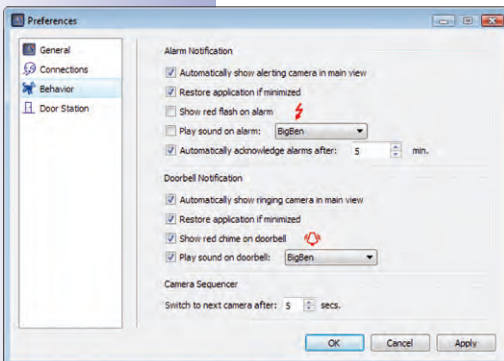 Preferences
General
Connections
Behavior
Door Station
Alarm Notification
Automatically show alerting camera in main view
Restore application if minimized
Show red flash on alarm
Play sound on alarm: BigBen
Automatically acknowledge alarms after: 5 min.
Doorbell Notification
Automatically show ringing camera in main view
Restore application if minimized
Show red chime on doorbell
Play sound on doorbell: BigBen
Camera Sequencer
Switch to next camera after: 5 secs.
OK Cancel Apply